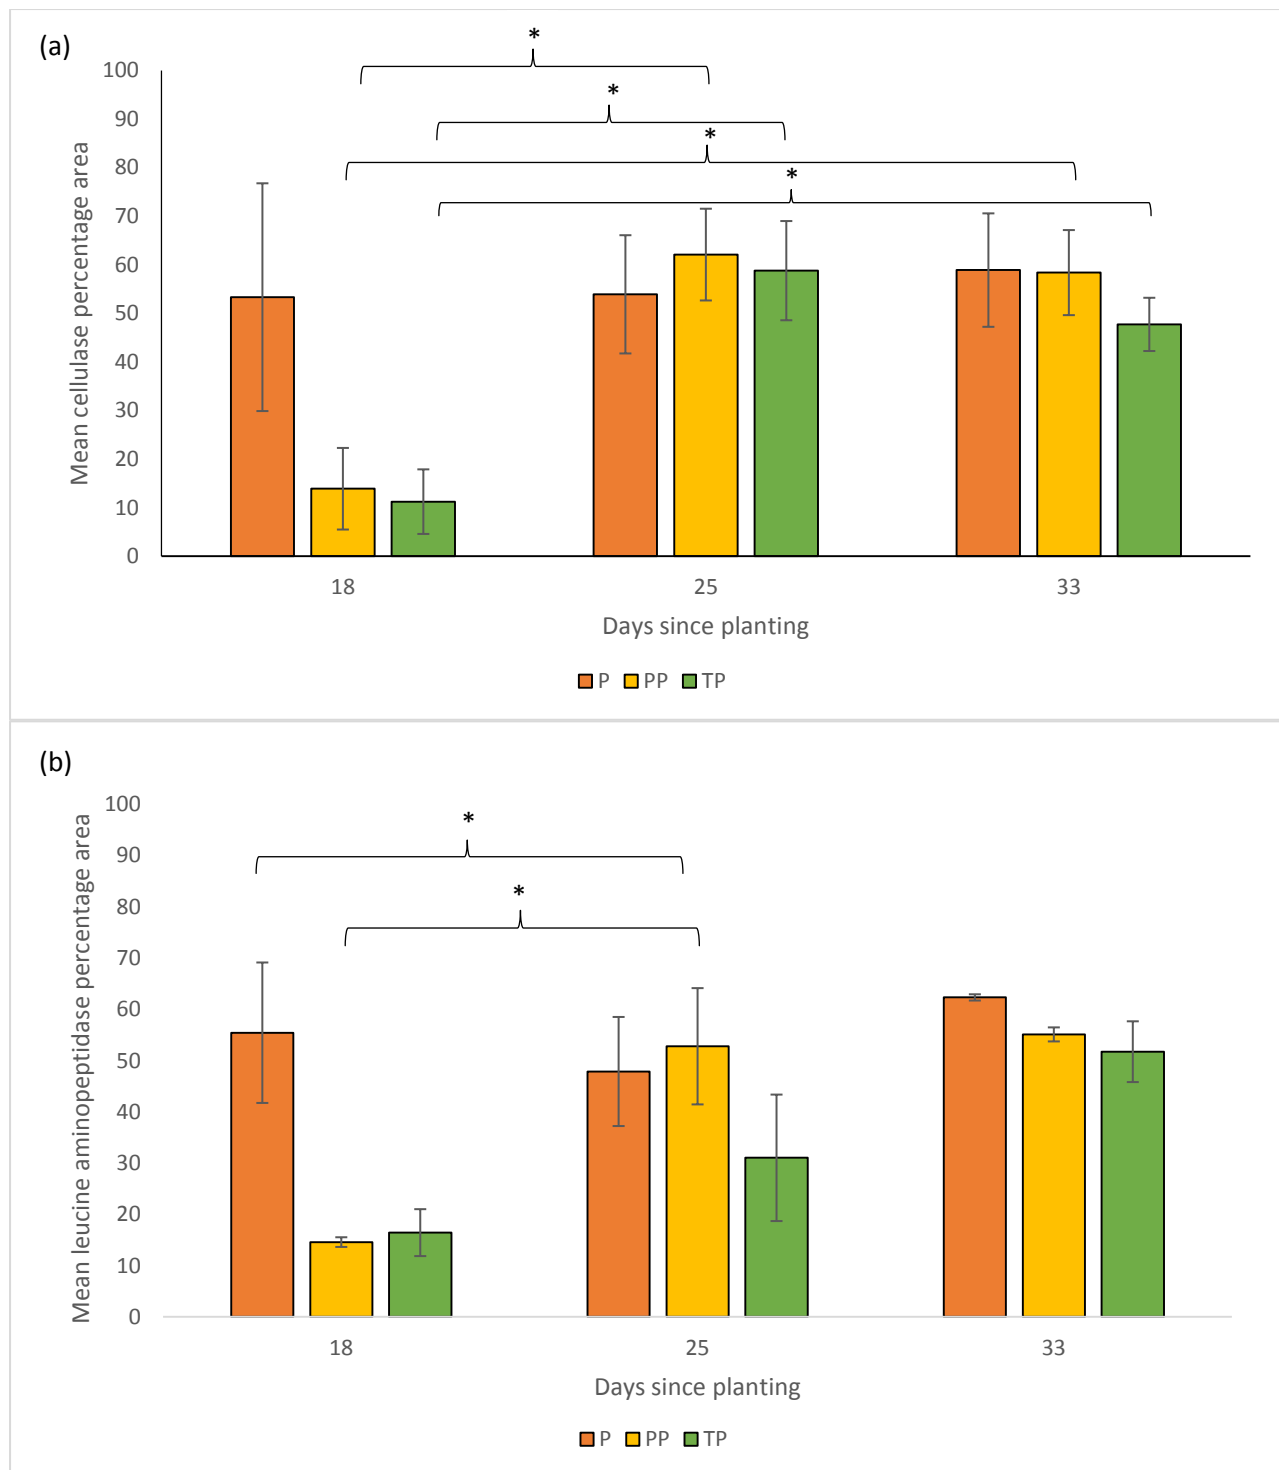 (a)
*
*
*
*
100
90
80
70
60
50
40
30
20
10
0
Mean cellulase percentage area
18 25 33
Days since planting
P PP TP
(b)
*
*
100
90
80
70
60
50
40
30
20
10
0
Mean leucine aminopeptidase percentage area
18 25 33
Days since planting
P PP TP